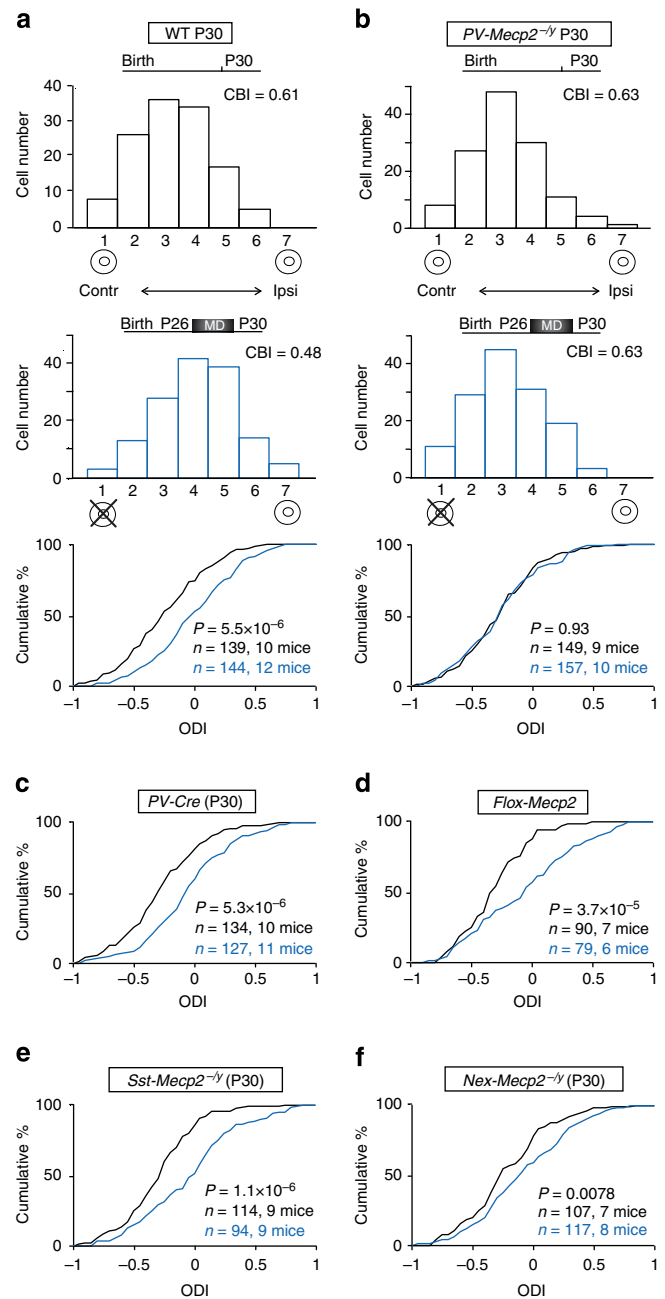 a
WT P30
Birth P30
CBI = 0.61
Cell number
40
30
20
10
0
1 2 3 4 5 6 7
Contr Ipsi
Birth P26 MD P30
CBI = 0.48
Cell number
40
20
0
1 2 3 4 5 6 7
Cumulative %
100
50
0
P = 5.5×10⁻⁶
n = 139, 10 mice
n = 144, 12 mice
−1 −0.5 0 0.5 1
ODI
b
PV-Mecp2⁻/ʸ P30
Birth P30
CBI = 0.63
Cell number
40
20
0
1 2 3 4 5 6 7
Contr Ipsi
Birth P26 MD P30
CBI = 0.63
Cell number
40
20
0
1 2 3 4 5 6 7
Cumulative %
100
50
0
P = 0.93
n = 149, 9 mice
n = 157, 10 mice
−1 −0.5 0 0.5 1
ODI
c
PV-Cre (P30)
Cumulative %
100
50
0
P = 5.3×10⁻⁶
n = 134, 10 mice
n = 127, 11 mice
−1 −0.5 0 0.5 1
ODI
d
Flox-Mecp2
Cumulative %
100
50
0
P = 3.7×10⁻⁵
n = 90, 7 mice
n = 79, 6 mice
−1 −0.5 0 0.5 1
ODI
e
Sst-Mecp2⁻/ʸ (P30)
Cumulative %
100
50
0
P = 1.1×10⁻⁶
n = 114, 9 mice
n = 94, 9 mice
−1 −0.5 0 0.5 1
ODI
f
Nex-Mecp2⁻/ʸ (P30)
Cumulative %
100
50
0
P = 0.0078
n = 107, 7 mice
n = 117, 8 mice
−1 −0.5 0 0.5 1
ODI